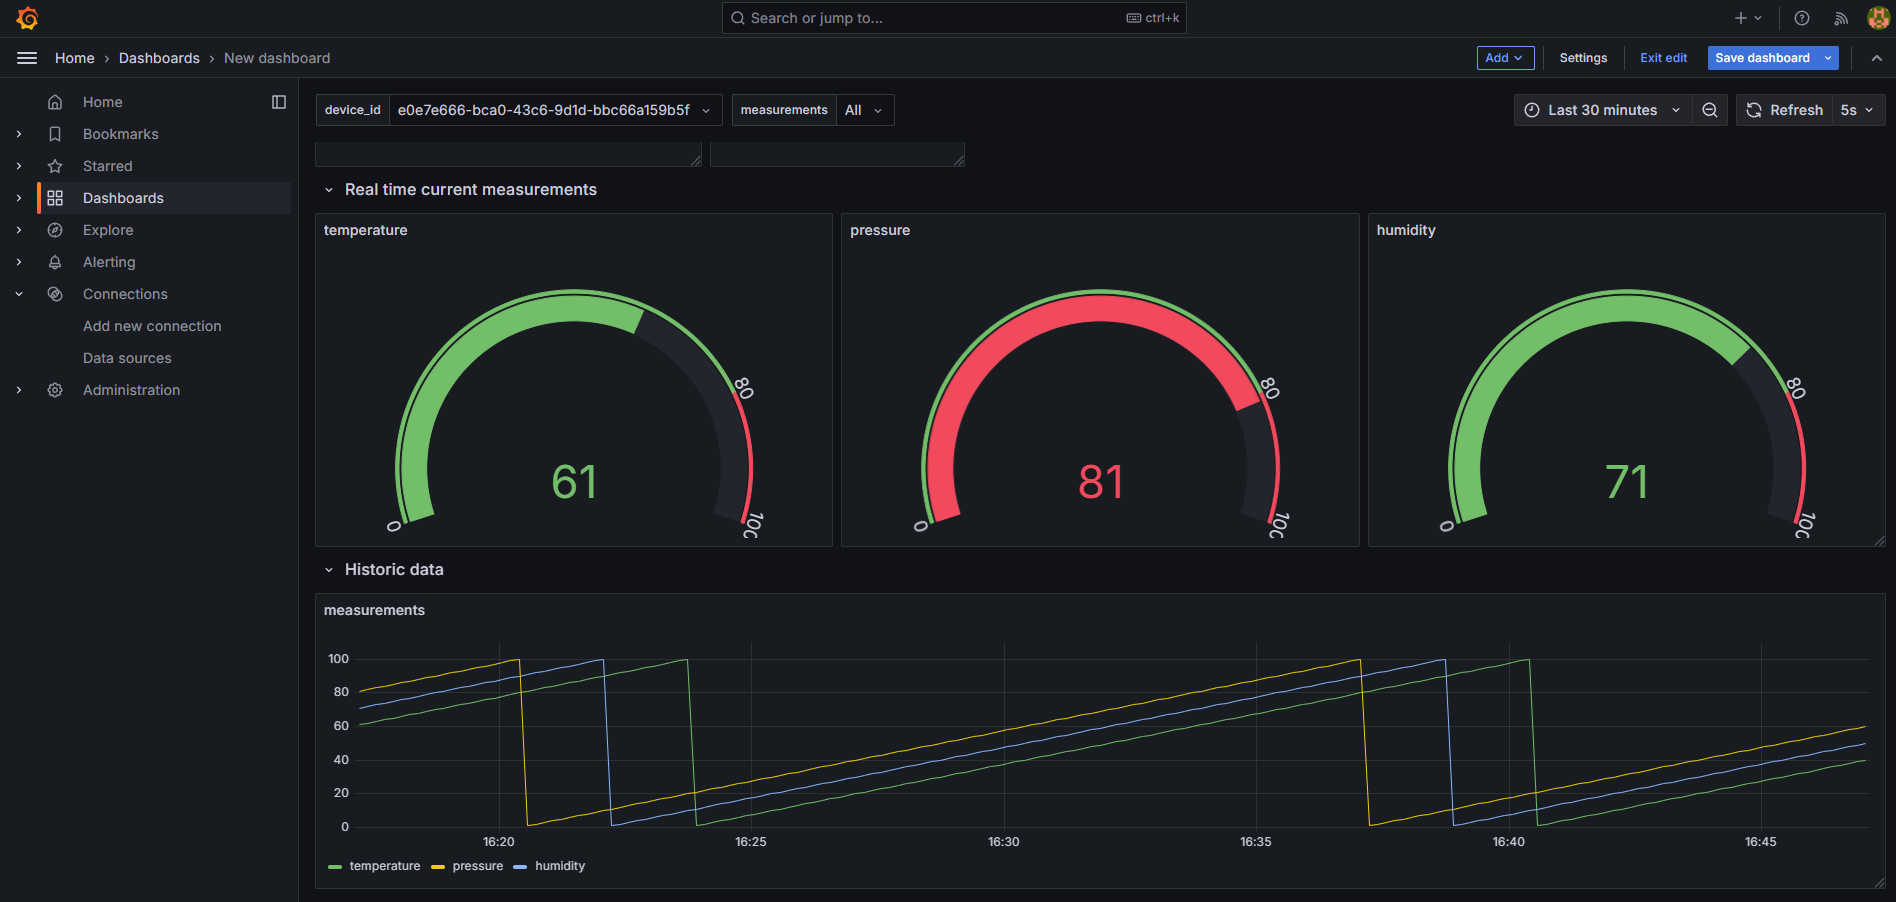 Search or jump to... ctrl+k
Home › Dashboards › New dashboard Add Settings Exit edit Save dashboard
Home
Bookmarks
Starred
Dashboards
Explore
Alerting
Connections
Add new connection
Data sources
Administration
device_id e0e7e666-bca0-43c6-9d1d-bbc66a159b5f measurements All Last 30 minutes Refresh 5s
Real time current measurements
temperature
0
80
100
61
pressure
0
80
100
81
humidity
0
80
100
71
Historic data
measurements
100
80
60
40
20
0
16:20 16:25 16:30 16:35 16:40 16:45
temperature pressure humidity